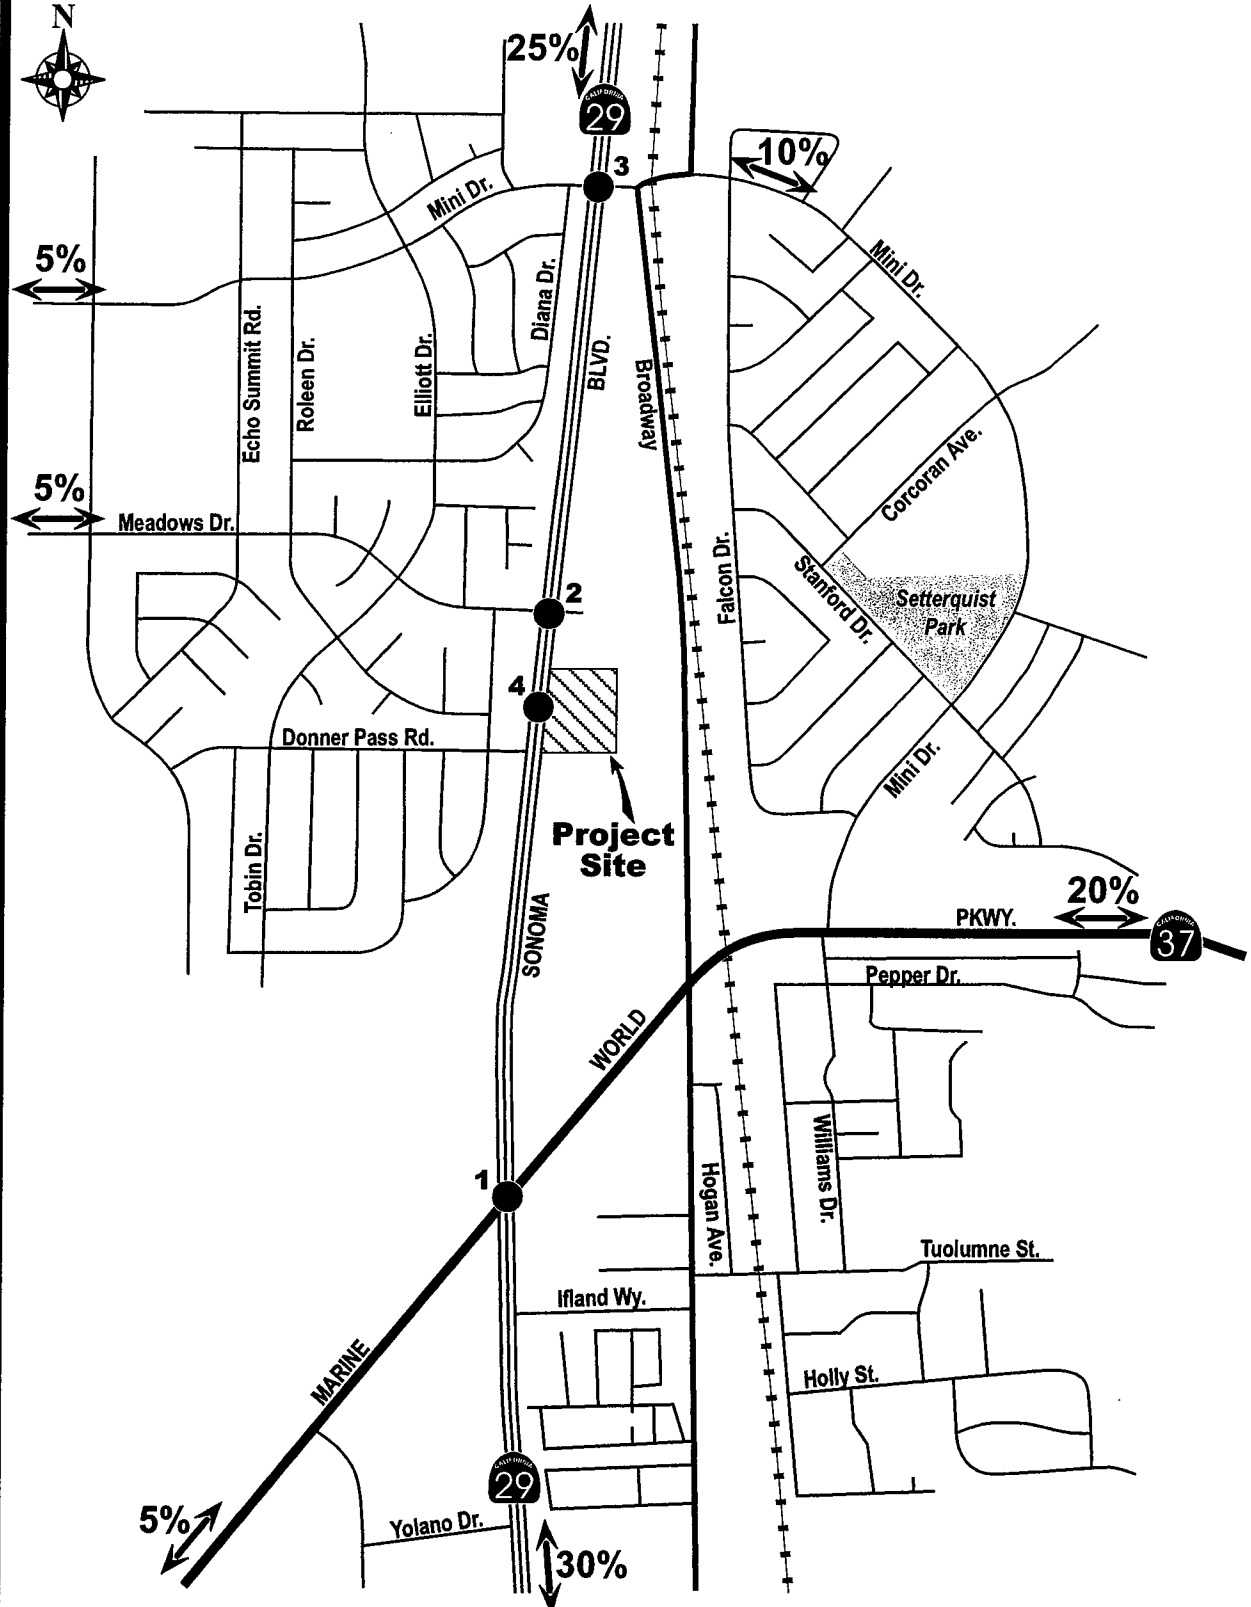 N
25%
CALIFORNIA
29
3
10%
Mini Dr.
5%
Mini Dr.
Diana Dr.
Echo Summit Rd.
Roleen Dr.
Elliott Dr.
BLVD.
Broadway
Corcoran Ave.
5%
Meadows Dr.
Falcon Dr.
Stanford Dr.
2
Setterquist
Park
4
Donner Pass Rd.
Mini Dr.
Project
Site
Tobin Dr.
SONOMA
20%
PKWY.
CALIFORNIA
37
Pepper Dr.
WORLD
1
Williams Dr.
Hogan Ave.
Tuolumne St.
Ifland Wy.
MARINE
Holly St.
CALIFORNIA
29
5%
Yolano Dr.
30%